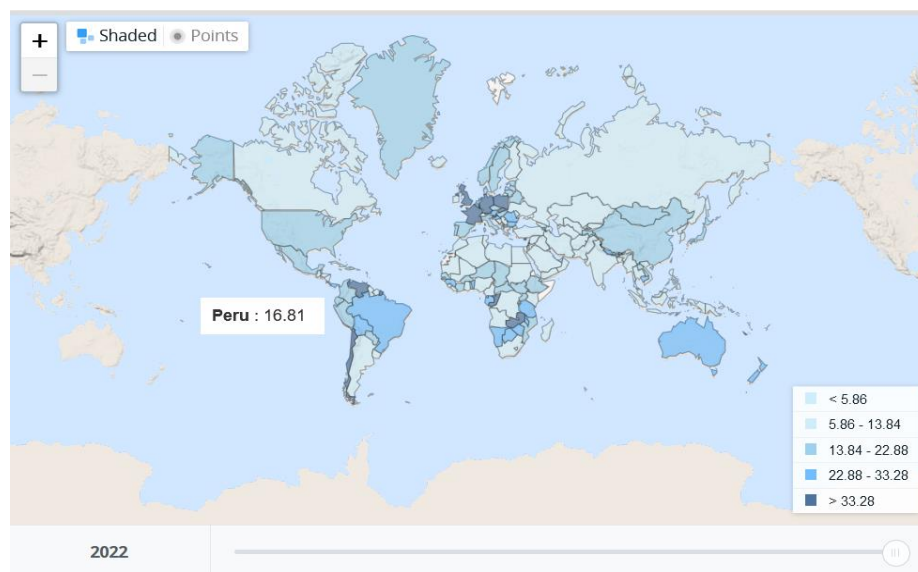 +
Shaded
Points
−
Peru : 16.81
< 5.86
5.86 - 13.84
13.84 - 22.88
22.88 - 33.28
> 33.28
2022